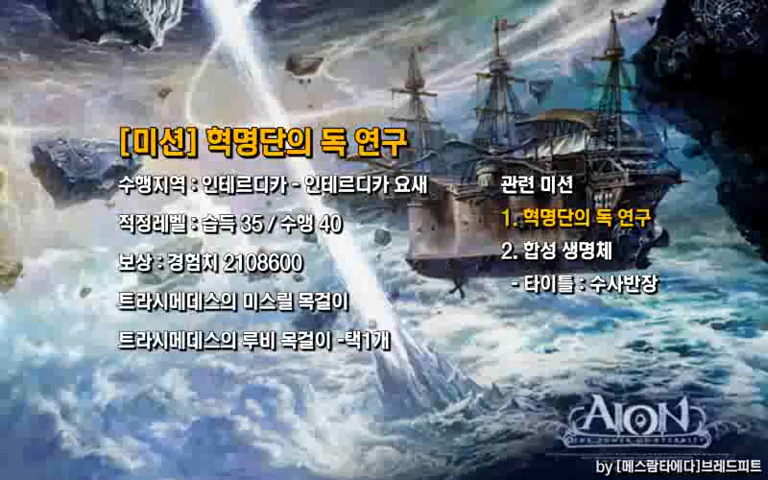 [미션] 혁명단의 독 연구
수행지역 : 인테르디카 - 인테르디카 요새
적정레벨 : 습득 35 / 수행 40
보상 : 경험치 2108600
트라시메데스의 미스릴 목걸이
트라시메데스의 루비 목걸이 -택1개
관련 미션
1. 혁명단의 독 연구
2. 합성 생명체
- 타이틀 : 수사반장
AION
THE TOWER OF ETERNITY
by [메스람타에다]브레드피트